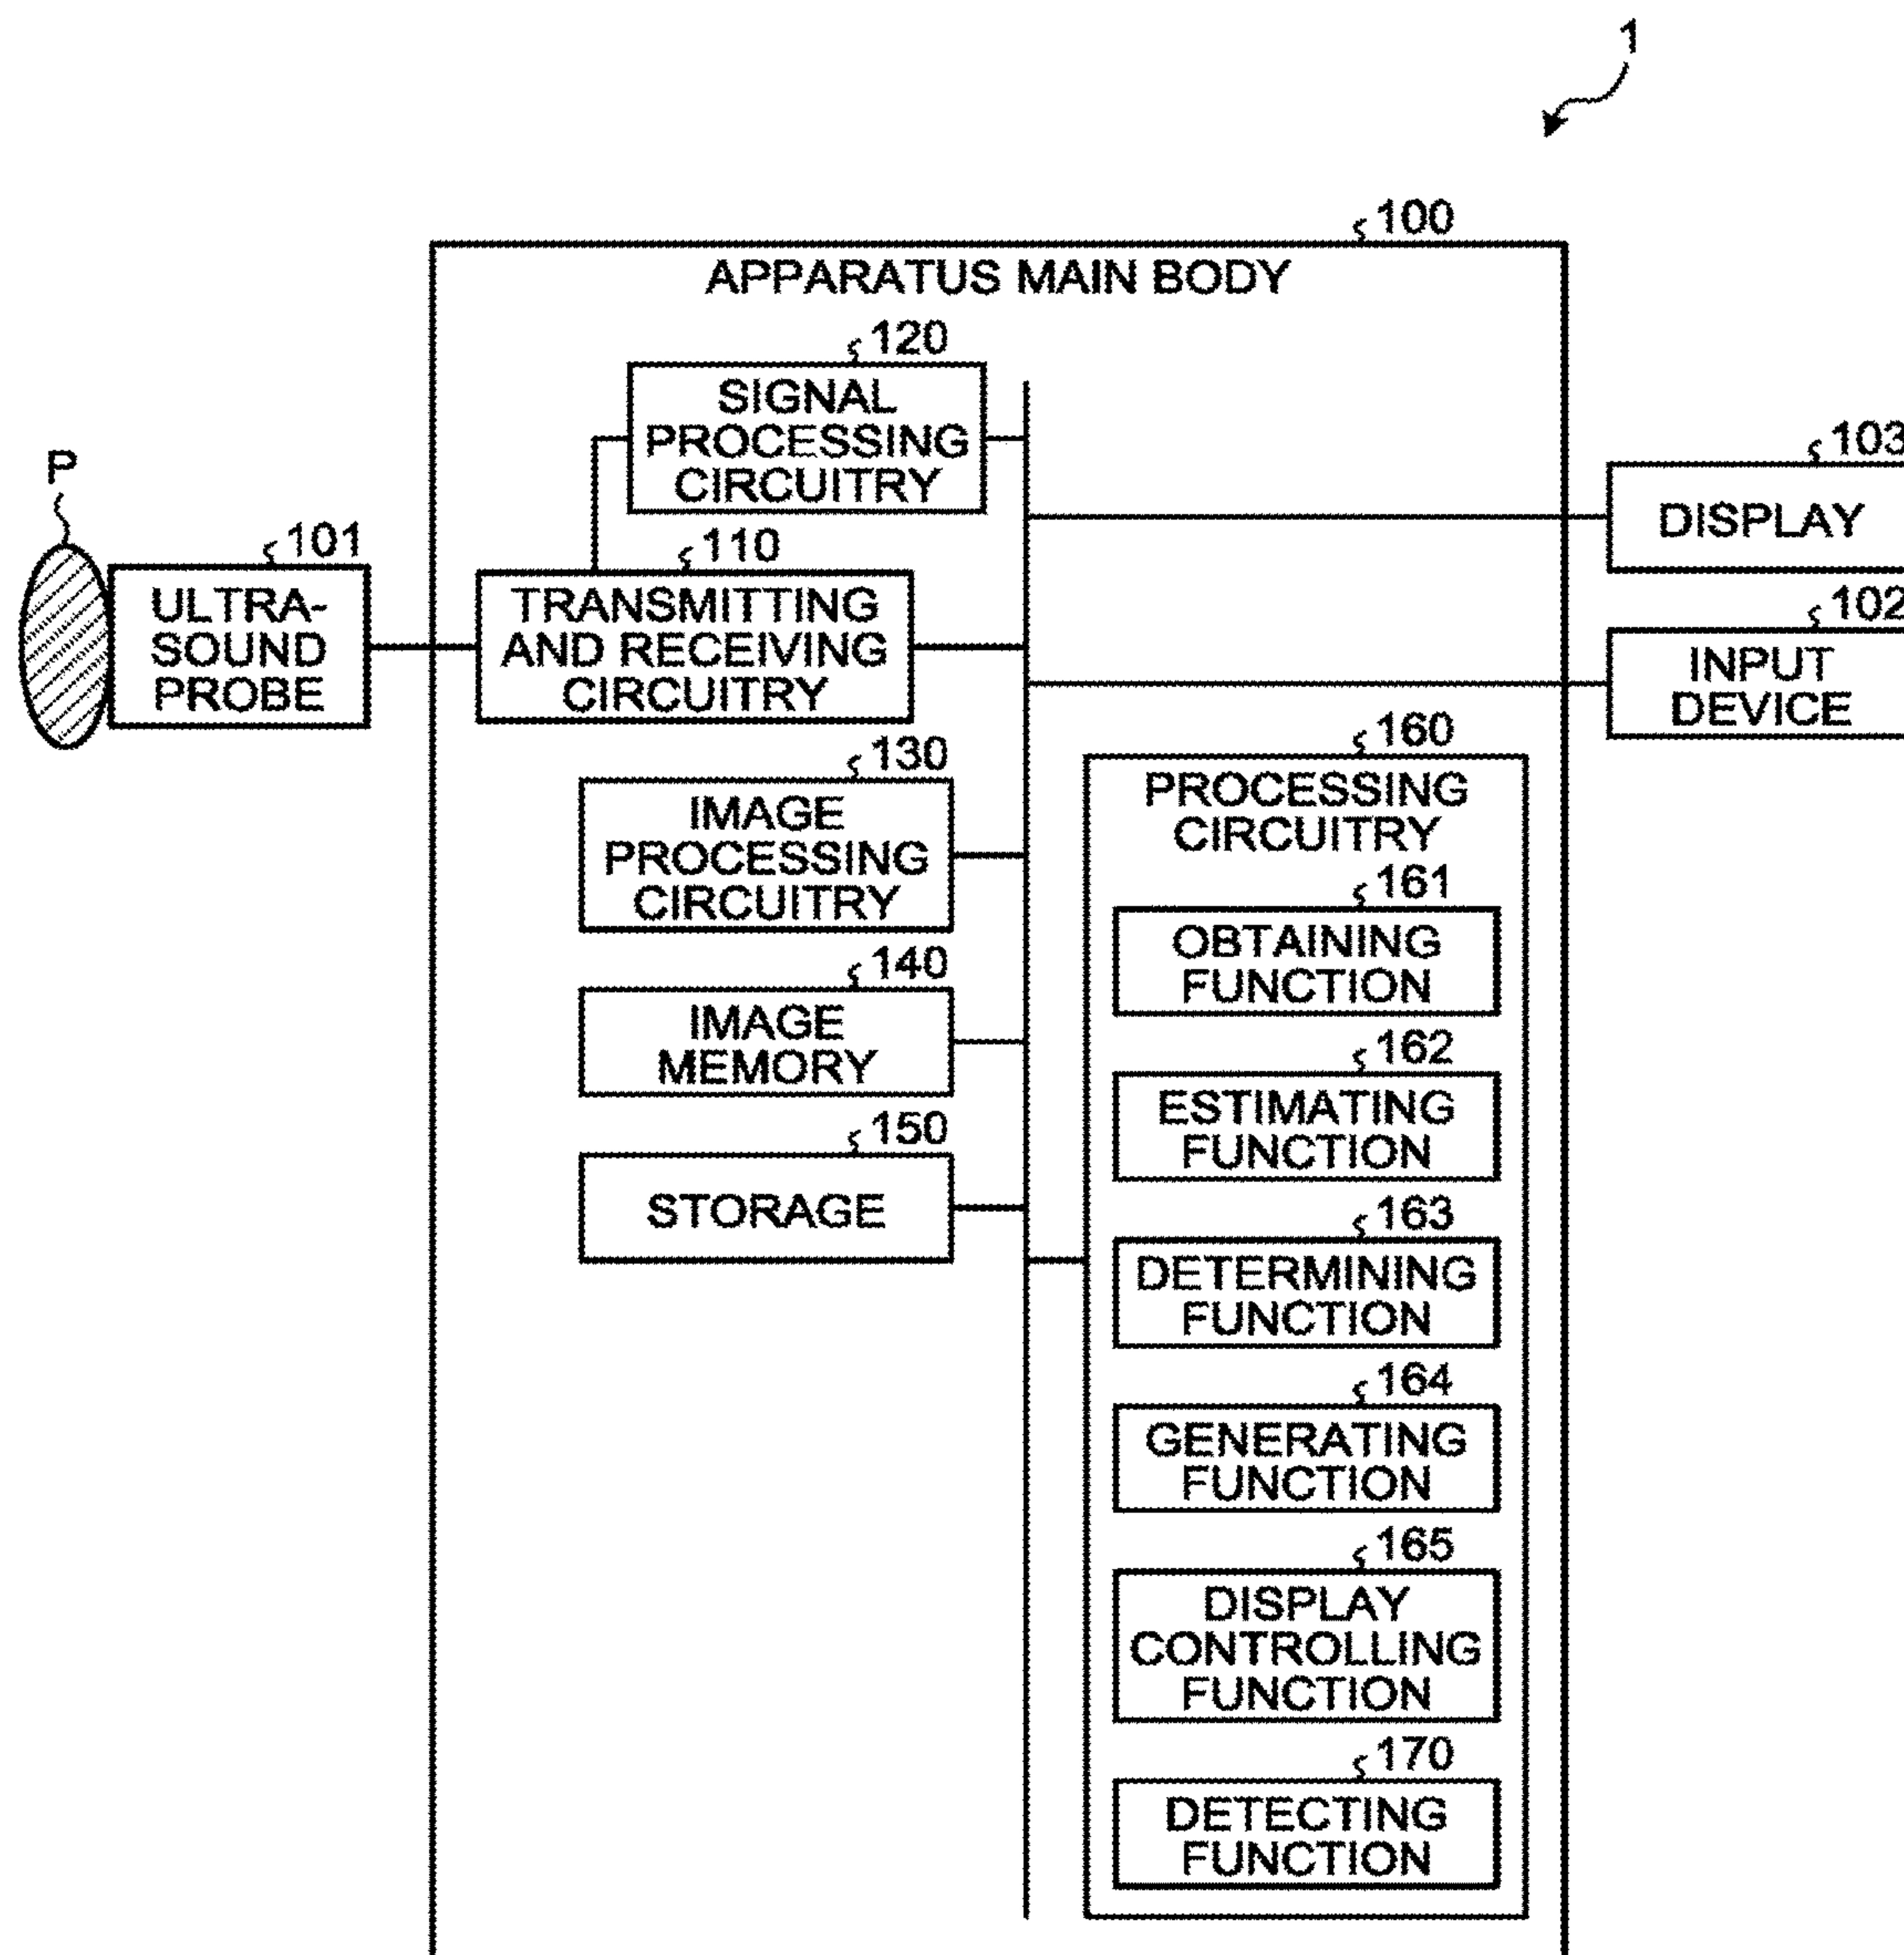 1
100
APPARATUS MAIN BODY
120
SIGNAL
PROCESSING
CIRCUITRY
103
DISPLAY
P
101
ULTRA-
SOUND
PROBE
110
TRANSMITTING
AND RECEIVING
CIRCUITRY
102
INPUT
DEVICE
130
IMAGE
PROCESSING
CIRCUITRY
140
IMAGE
MEMORY
150
STORAGE
160
PROCESSING
CIRCUITRY
161
OBTAINING
FUNCTION
162
ESTIMATING
FUNCTION
163
DETERMINING
FUNCTION
164
GENERATING
FUNCTION
165
DISPLAY
CONTROLLING
FUNCTION
170
DETECTING
FUNCTION